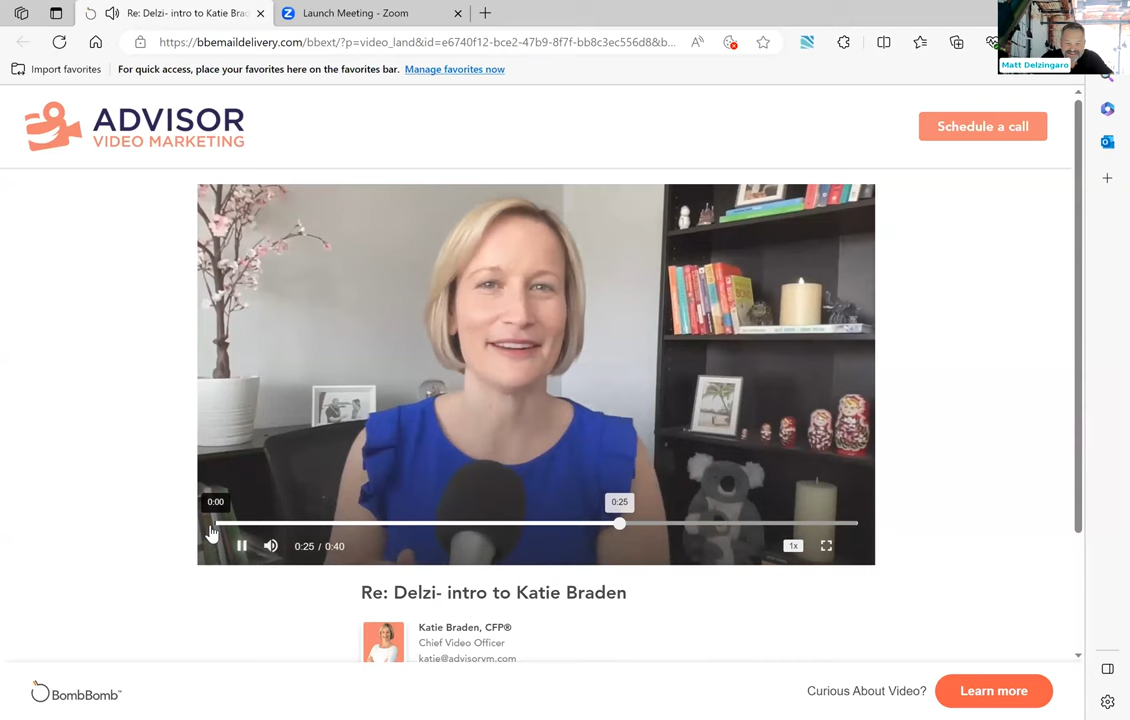 Re: Delzi- intro to Katie Brad
Launch Meeting - Zoom
https://bbemaildelivery.com/bbext/?p=video_land&id=e6740f12-bce2-47b9-8f7f-bb8c3ec556d8&b...
Matt Delzingaro
Import favorites
For quick access, place your favorites here on the favorites bar. Manage favorites now
ADVISOR
VIDEO MARKETING
Schedule a call
0:00
0:25
0:25 / 0:40
1x
Re: Delzi- intro to Katie Braden
Katie Braden, CFP®
Chief Video Officer
katie@advisorvm.com
BombBomb™
Curious About Video?
Learn more